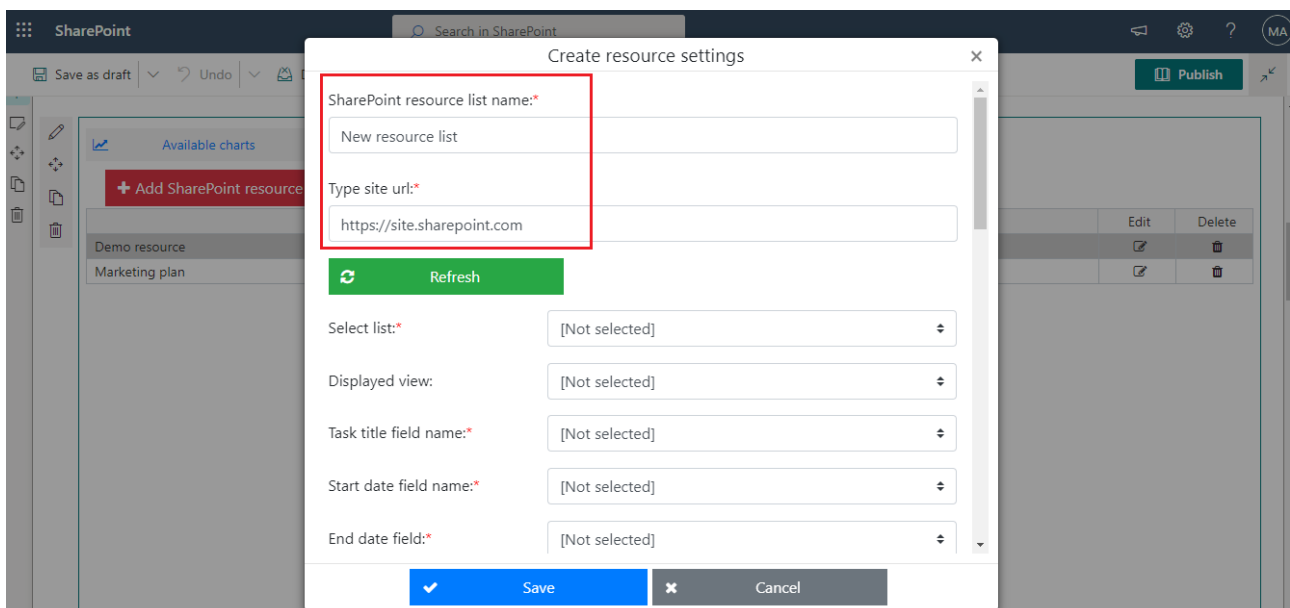 SharePoint
Search in SharePoint
MA
Save as draft
Undo
Publish
Create resource settings
SharePoint resource list name:*
New resource list
Type site url:*
https://site.sharepoint.com
Refresh
Select list:*
[Not selected]
Displayed view:
[Not selected]
Task title field name:*
[Not selected]
Start date field name:*
[Not selected]
End date field:*
[Not selected]
Save
Cancel
Available charts
Add SharePoint resource
Edit
Delete
Demo resource
Marketing plan